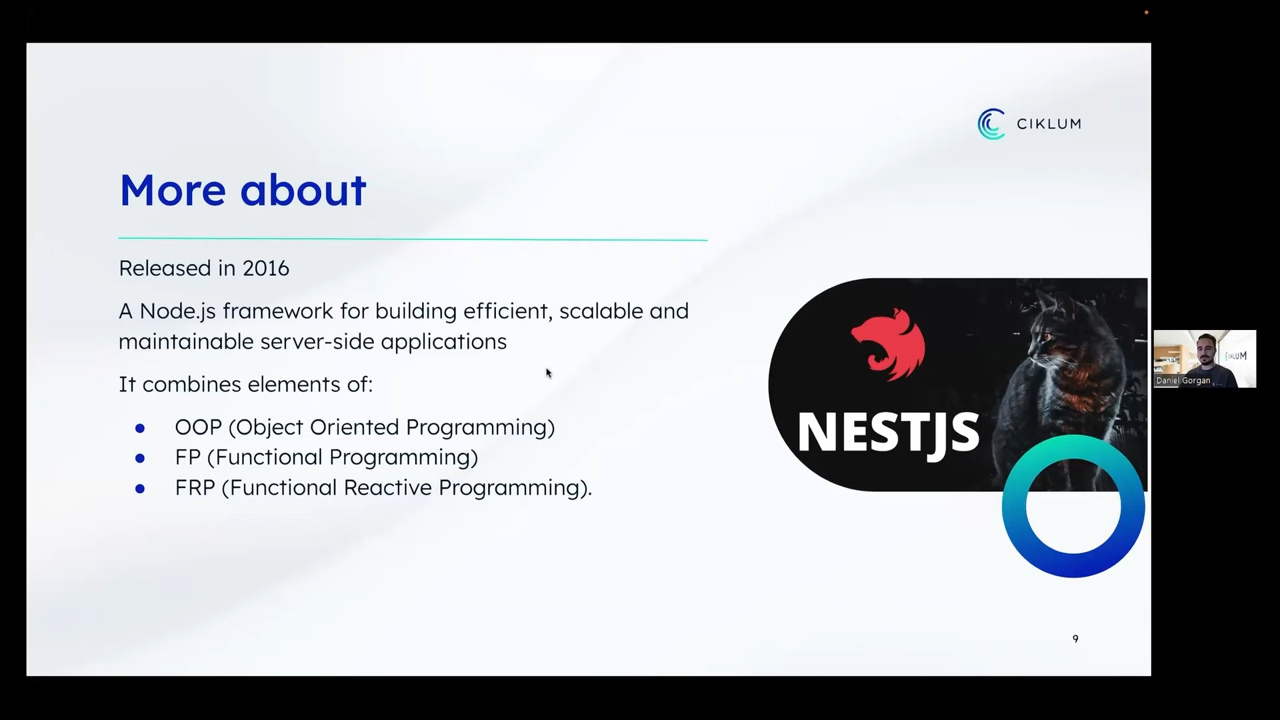 CIKLUM
More about
Released in 2016
A Node.js framework for building efficient, scalable and
maintainable server-side applications
It combines elements of:
● OOP (Object Oriented Programming)
● FP (Functional Programming)
● FRP (Functional Reactive Programming).
NESTJS
Daniel Gorgan
9